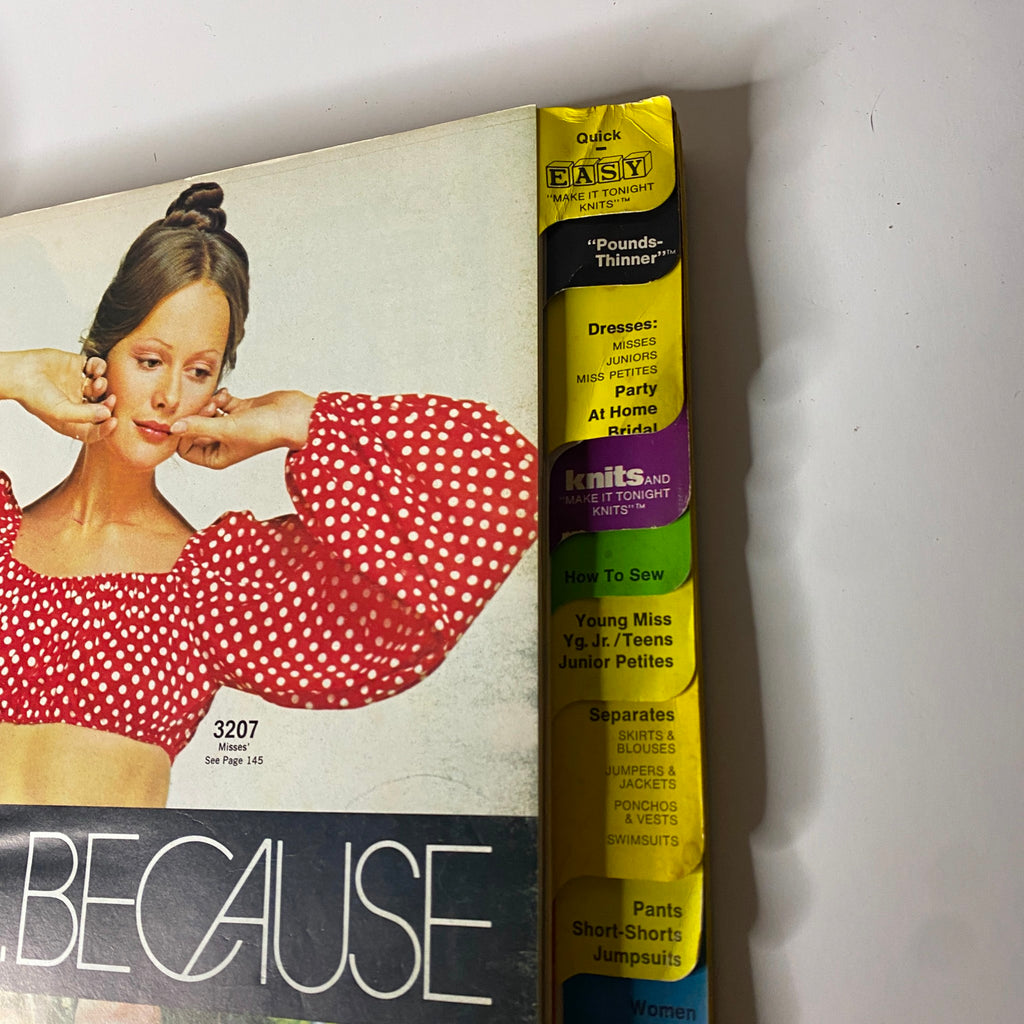 3207
Misses'
See Page 145
BECAUSE
Quick
EASY
"MAKE IT TONIGHT
KNITS"™
"Pounds-
Thinner"™
Dresses:
MISSES
JUNIORS
MISS PETITES
Party
At Home
Bridal
knits AND
"MAKE IT TONIGHT
KNITS"™
How To Sew
Young Miss
Yg. Jr. / Teens
Junior Petites
Separates
SKIRTS &
BLOUSES
JUMPERS &
JACKETS
PONCHOS
& VESTS
SWIMSUITS
Pants
Short-Shorts
Jumpsuits
Women